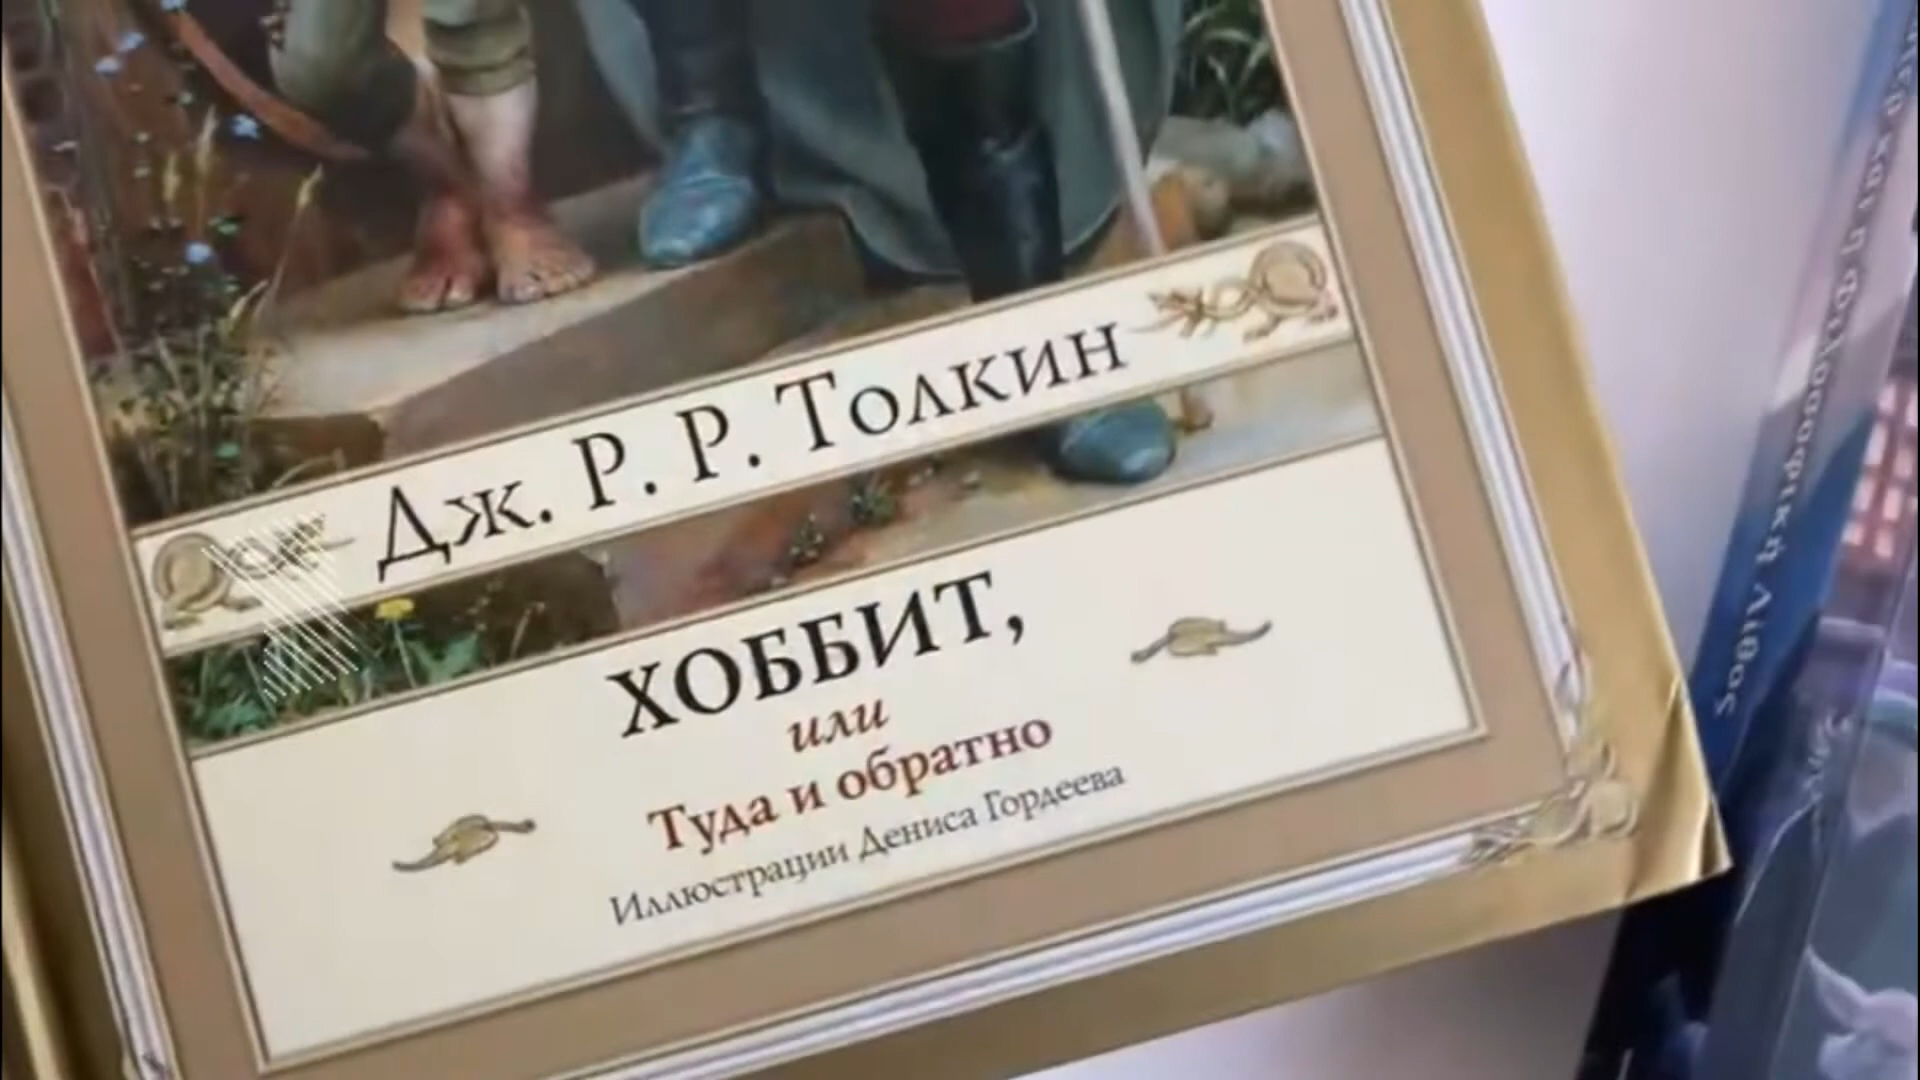 Дж. Р. Р. Толкин
ХОББИТ,
или
Туда и обратно
Иллюстрации Дениса Гордеева